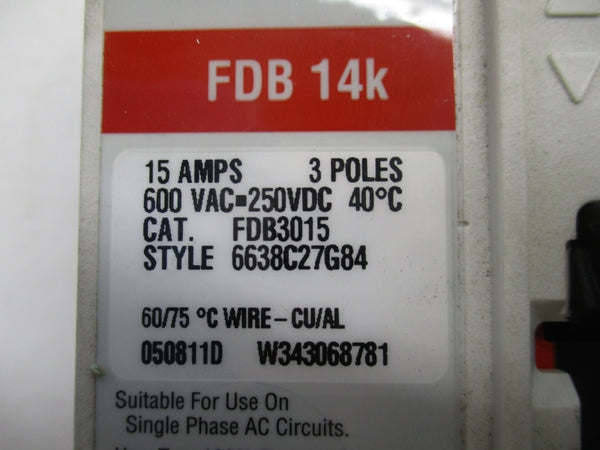 FDB 14k
15 AMPS 3 POLES
600 VAC=250VDC 40°C
CAT. FDB3015
STYLE 6638C27G84
60/75 °C WIRE-CU/AL
050811D W343068781
Suitable For Use On
Single Phase AC Circuits.